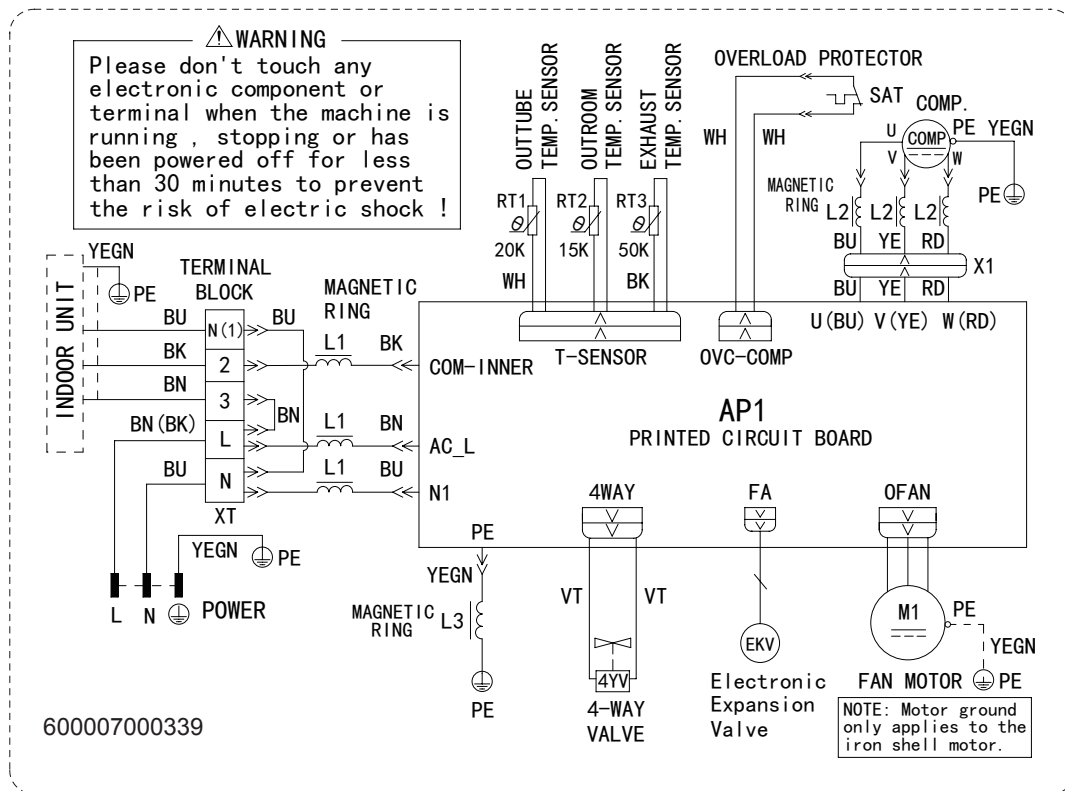 WARNING
Please don't touch any
electronic component or
terminal when the machine is
running , stopping or has
been powered off for less
than 30 minutes to prevent
the risk of electric shock !
OUTTUBE
TEMP. SENSOR
OUTROOM
TEMP. SENSOR
EXHAUST
TEMP. SENSOR
RT1
RT2
RT3
20K
15K
50K
WH
BK
OVERLOAD PROTECTOR
SAT
WH
WH
COMP.
U
COMP
PE
YEGN
V
W
PE
MAGNETIC
RING
L2
L2
L2
BU
YE
RD
X1
BU
YE
RD
U(BU)
V(YE)
W(RD)
YEGN
PE
INDOOR UNIT
TERMINAL
BLOCK
MAGNETIC
RING
BU
N(1)
BU
BK
2
L1
BK
COM-INNER
BN
3
BN
BN(BK)
L
L1
BN
AC_L
BU
N
L1
BU
N1
XT
YEGN
PE
L
N
POWER
T-SENSOR
OVC-COMP
AP1
PRINTED CIRCUIT BOARD
4WAY
FA
OFAN
PE
YEGN
MAGNETIC
RING
L3
PE
VT
VT
4YV
4-WAY
VALVE
EKV
Electronic
Expansion
Valve
M1
PE
YEGN
FAN MOTOR
PE
NOTE: Motor ground
only applies to the
iron shell motor.
600007000339